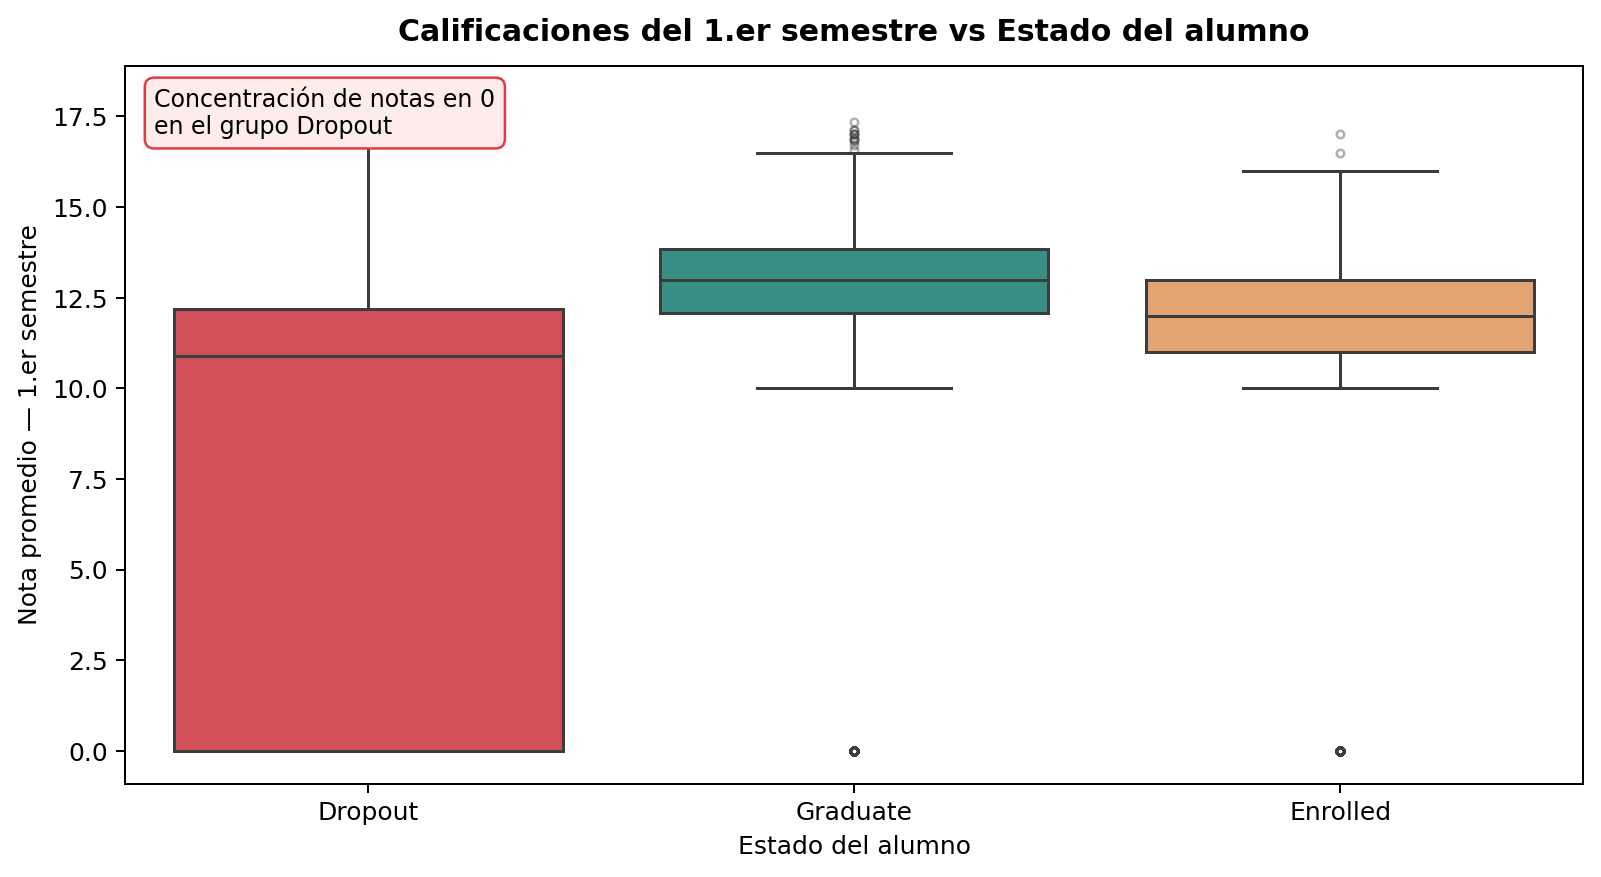 Calificaciones del 1.er semestre vs Estado del alumno
Concentración de notas en 0
en el grupo Dropout
Nota promedio — 1.er semestre
17.5
15.0
12.5
10.0
7.5
5.0
2.5
0.0
Dropout
Graduate
Enrolled
Estado del alumno